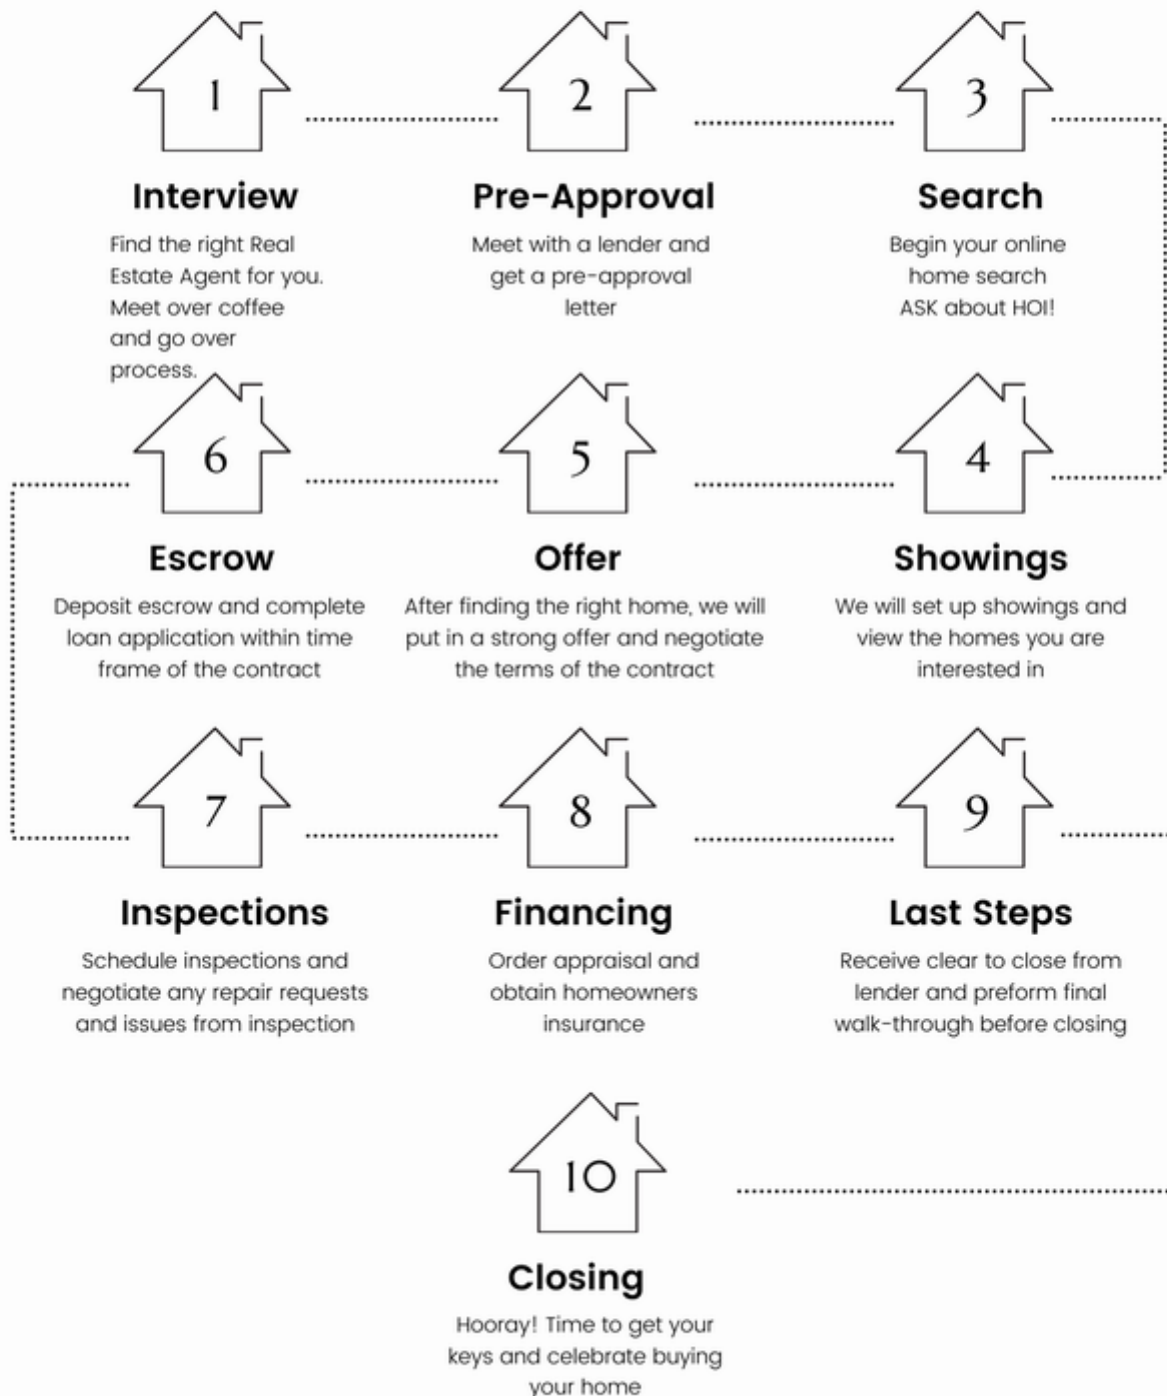 1
Interview
Find the right Real
Estate Agent for you.
Meet over coffee
and go over
process.
2
Pre-Approval
Meet with a lender and
get a pre-approval
letter
3
Search
Begin your online
home search
ASK about HOI!
4
Showings
We will set up showings and
view the homes you are
interested in
5
Offer
After finding the right home, we will
put in a strong offer and negotiate
the terms of the contract
6
Escrow
Deposit escrow and complete
loan application within time
frame of the contract
7
Inspections
Schedule inspections and
negotiate any repair requests
and issues from inspection
8
Financing
Order appraisal and
obtain homeowners
insurance
9
Last Steps
Receive clear to close from
lender and preform final
walk-through before closing
10
Closing
Hooray! Time to get your
keys and celebrate buying
your home